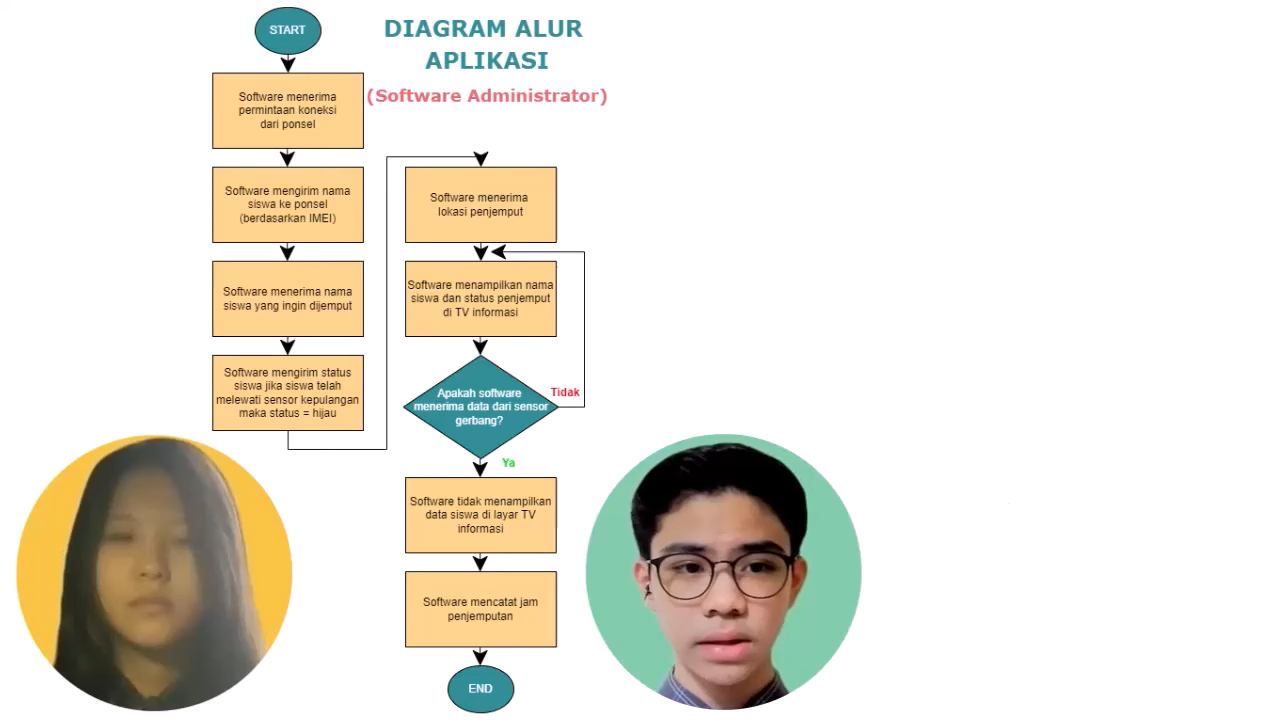 START
DIAGRAM ALUR
APLIKASI
(Software Administrator)
Software menerima
permintaan koneksi
dari ponsel
Software mengirim nama
siswa ke ponsel
(berdasarkan IMEI)
Software menerima nama
siswa yang ingin dijemput
Software mengirim status
siswa jika siswa telah
melewati sensor kepulangan
maka status = hijau
Software menerima
lokasi penjemput
Software menampilkan nama
siswa dan status penjemput
di TV informasi
Apakah software
menerima data dari sensor
gerbang?
Tidak
Ya
Software tidak menampilkan
data siswa di layar TV
informasi
Software mencatat jam
penjemputan
END